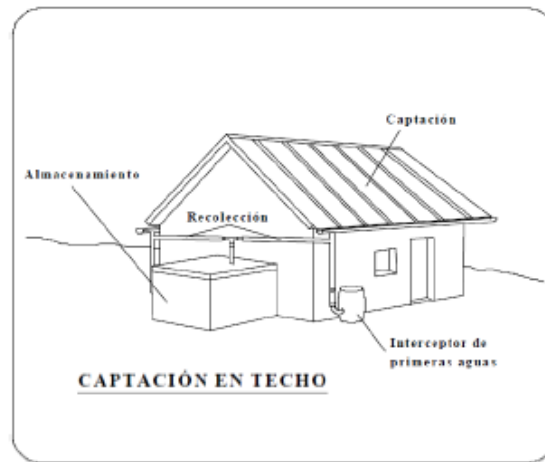 Captación
Almacenamiento
Recolección
Interceptor de
primeras aguas
CAPTACIÓN EN TECHO